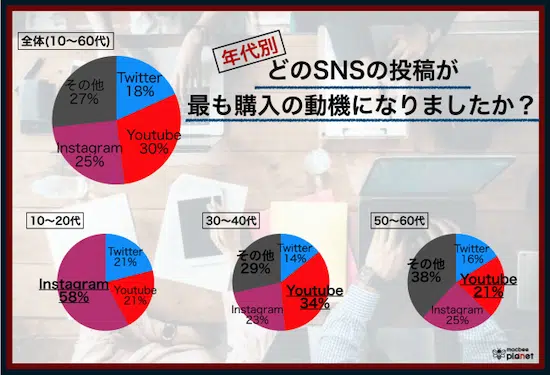 全体(10〜60代)
年代別
どのSNSの投稿が
最も購入の動機になりましたか？
その他
27%
Twitter
18%
Instagram
25%
Youtube
30%
10〜20代
Twitter
21%
Instagram
58%
Youtube
21%
30〜40代
その他
29%
Twitter
14%
Instagram
23%
Youtube
34%
50〜60代
その他
38%
Twitter
16%
Youtube
21%
Instagram
25%
macbee
planet